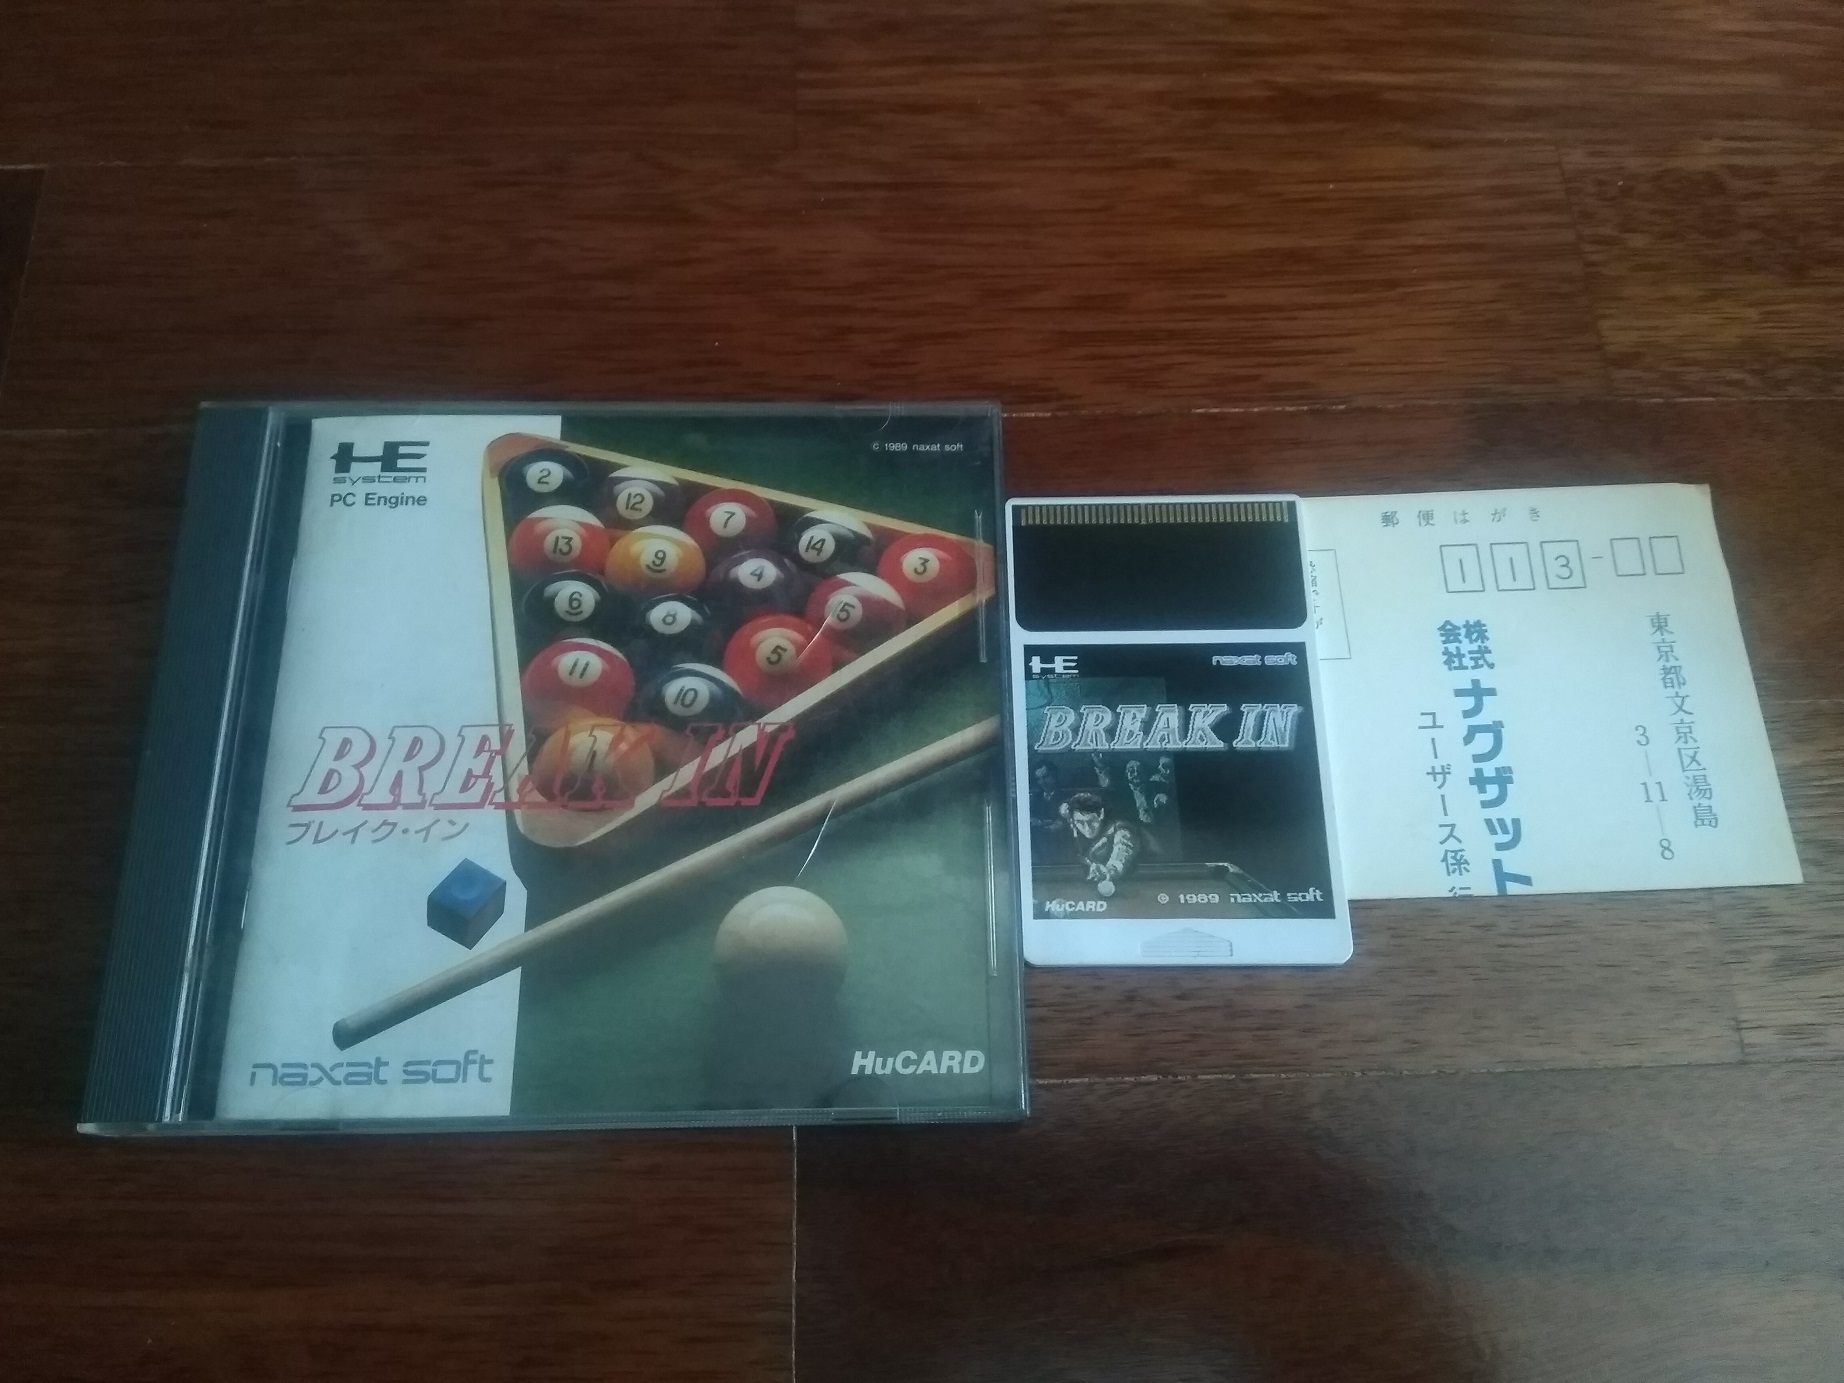 HE
system
PC Engine
© 1989 naxat soft
2
12
7
14
3
13
9
4
15
6
8
5
11
10
BREAK IN
ブレイク・イン
naxat soft
HuCARD
HE
system
naxat soft
BREAK IN
HuCARD
© 1989 naxat soft
郵便はがき
113-
東京都文京区湯島
3-11-8
株式会社ナグザット
ユーザース係 行